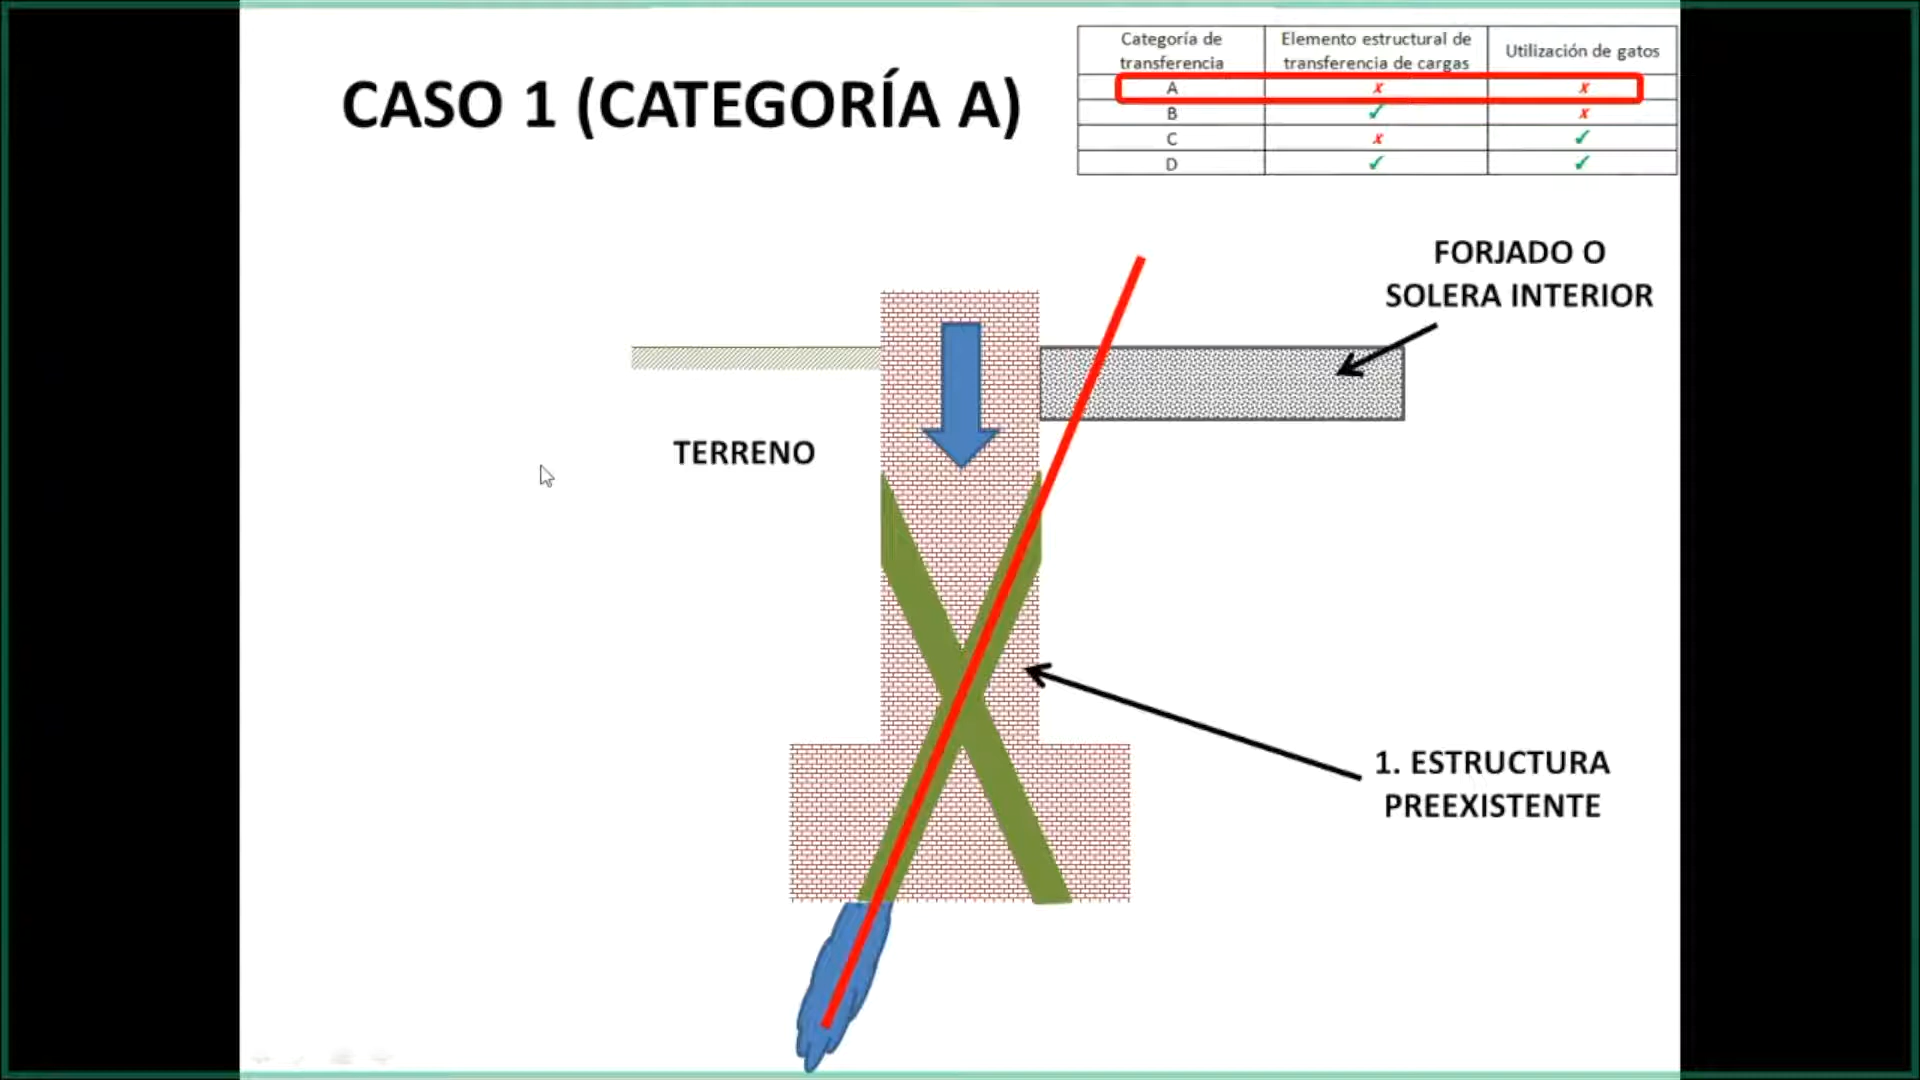 CASO 1 (CATEGORÍA A)
Categoría de transferencia Elemento estructural de transferencia de cargas Utilización de gatos
A x x
B ✓ x
C x ✓
D ✓ ✓
FORJADO O
SOLERA INTERIOR
TERRENO
1. ESTRUCTURA
PREEXISTENTE